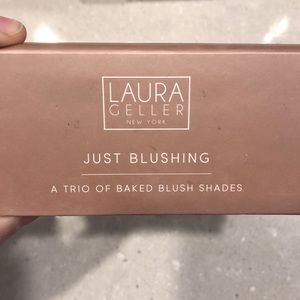 LAURA
GELLER
NEW YORK
JUST BLUSHING
A TRIO OF BAKED BLUSH SHADES